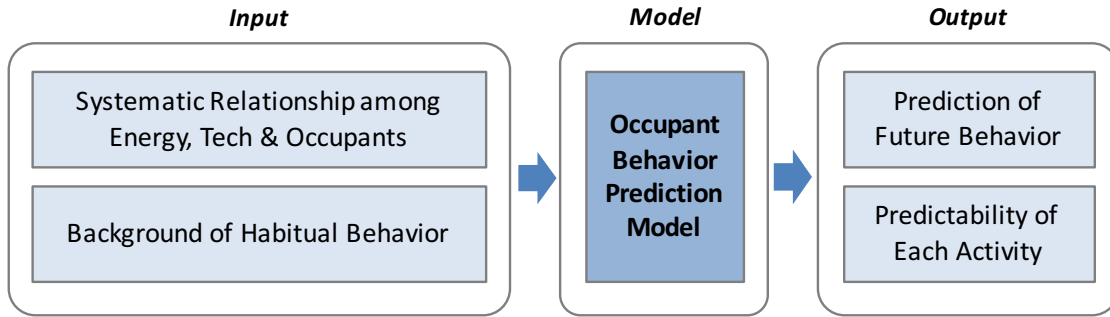 Input
Model
Output
Systematic Relationship among
Energy, Tech & Occupants
Background of Habitual Behavior
Occupant
Behavior
Prediction
Model
Prediction of
Future Behavior
Predictability of
Each Activity